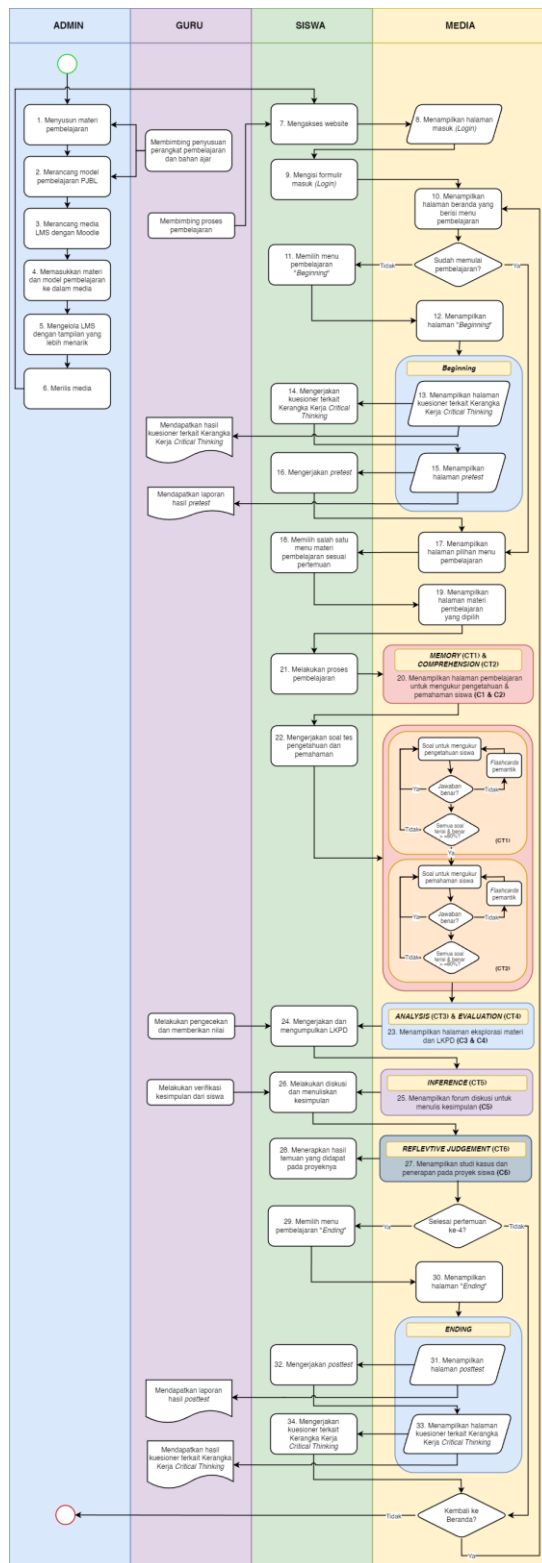 ADMIN
GURU
SISWA
MEDIA
1. Menyusun materi
pembelajaran
2. Merancang model
pembelajaran PJBL
3. Merancang media
LMS dengan Moodle
4. Memasukkan materi
dan model pembelajaran
ke dalam media
5. Mengelola LMS
dengan tampilan yang
lebih menarik
6. Merilis media
Membimbing penyusuan
perangkat pembelajaran
dan bahan ajar
Membimbing proses
pembelajaran
7. Mengakses website
8. Menampilkan halaman
masuk (Login)
9. Mengisi formulir
masuk (Login)
10. Menampilkan
halaman beranda yang
berisi menu
pembelajaran
Sudah memulai
pembelajaran?
Tidak
Ya
11. Memilih menu
pembelajaran
"Beginning"
12. Menampilkan
halaman "Beginning"
Beginning
13. Menampilkan halaman
kuesioner terkait Kerangka
Kerja Critical Thinking
14. Mengerjakan
kuesioner terkait
Kerangka Kerja Critical
Thinking
Mendapatkan hasil
kuesioner terkait Kerangka
Kerja Critical Thinking
15. Menampilkan
halaman pretest
16. Mengerjakan pretest
Mendapatkan laporan
hasil pretest
17. Menampilkan
halaman pilihan menu
pembelajaran
18. Memilih salah satu
menu materi
pembelajaran sesuai
pertemuan
19. Menampilkan
halaman materi
pembelajaran
yang dipilih
MEMORY (CT1) &
COMPREHENSION (CT2)
20. Menampilkan halaman pembelajaran
untuk mengukur pengetahuan &
pemahaman siswa (C1 & C2)
21. Melakukan proses
pembelajaran
22. Mengerjakan soal tes
pengetahuan dan
pemahaman
Soal untuk mengukur
pengetahuan siswa
Flashcards
pemantik
Jawaban
benar?
Ya
Tidak
Semua soal
terisi & benar
= >80%?
Tidak
(CT1)
Ya
Soal untuk mengukur
pemahaman siswa
Flashcards
pemantik
Jawaban
benar?
Ya
Tidak
Semua soal
terisi & benar
= >80%?
Tidak
(CT2)
ANALYSIS (CT3) & EVALUATION (CT4)
23. Menampilkan halaman eksplorasi materi
dan LKPD (C3 & C4)
24. Mengerjakan dan
mengumpulkan LKPD
Melakukan pengecekan
dan memberikan nilai
INFERENCE (CT5)
25. Menampilkan forum diskusi untuk
menulis kesimpulan (C5)
26. Melakukan diskusi
dan menuliskan
kesimpulan
Melakukan verifikasi
kesimpulan dari siswa
REFLEVTIVE JUDGEMENT (CT6)
27. Menampilkan studi kasus dan
penerapan pada proyek siswa (C6)
28. Menerapkan hasil
temuan yang didapat
pada proyeknya
Selesai pertemuan
ke-4?
Ya
Tidak
29. Memilih menu
pembelajaran "Ending"
30. Menampilkan
halaman "Ending"
ENDING
31. Menampilkan
halaman posttest
32. Mengerjakan posttest
Mendapatkan laporan
hasil posttest
33. Menampilkan halaman
kuesioner terkait Kerangka
Kerja Critical Thinking
34. Mengerjakan
kuesioner terkait
Kerangka Kerja
Critical Thinking
Mendapatkan hasil
kuesioner terkait Kerangka
Kerja Critical Thinking
Kembali ke
Beranda?
Tidak
Ya